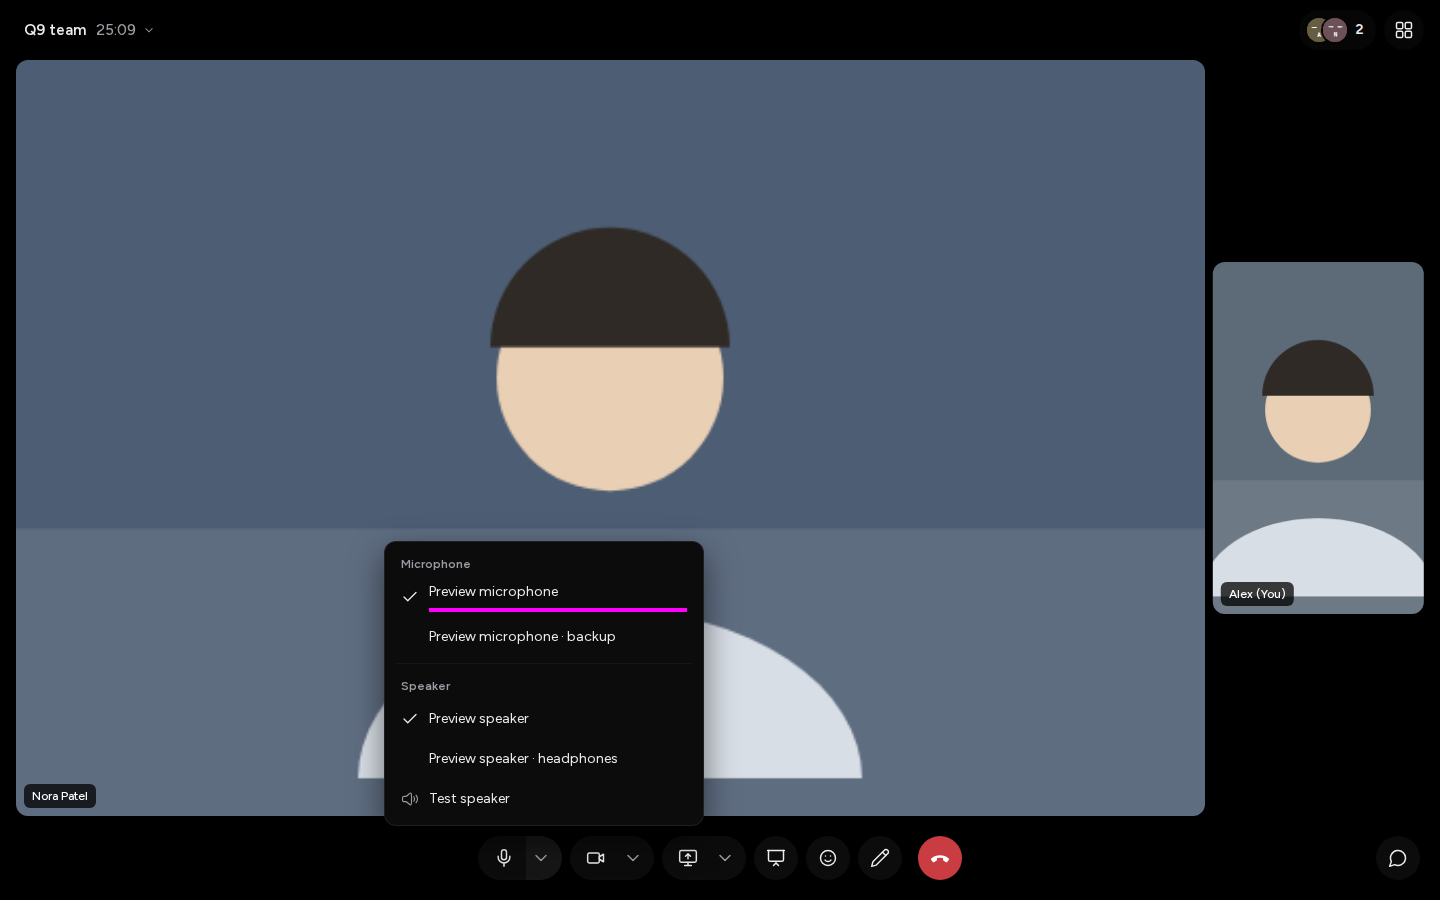 Q9 team 25:09
2
Microphone
Preview microphone
Preview microphone · backup
Speaker
Preview speaker
Preview speaker · headphones
Test speaker
Nora Patel
Alex (You)